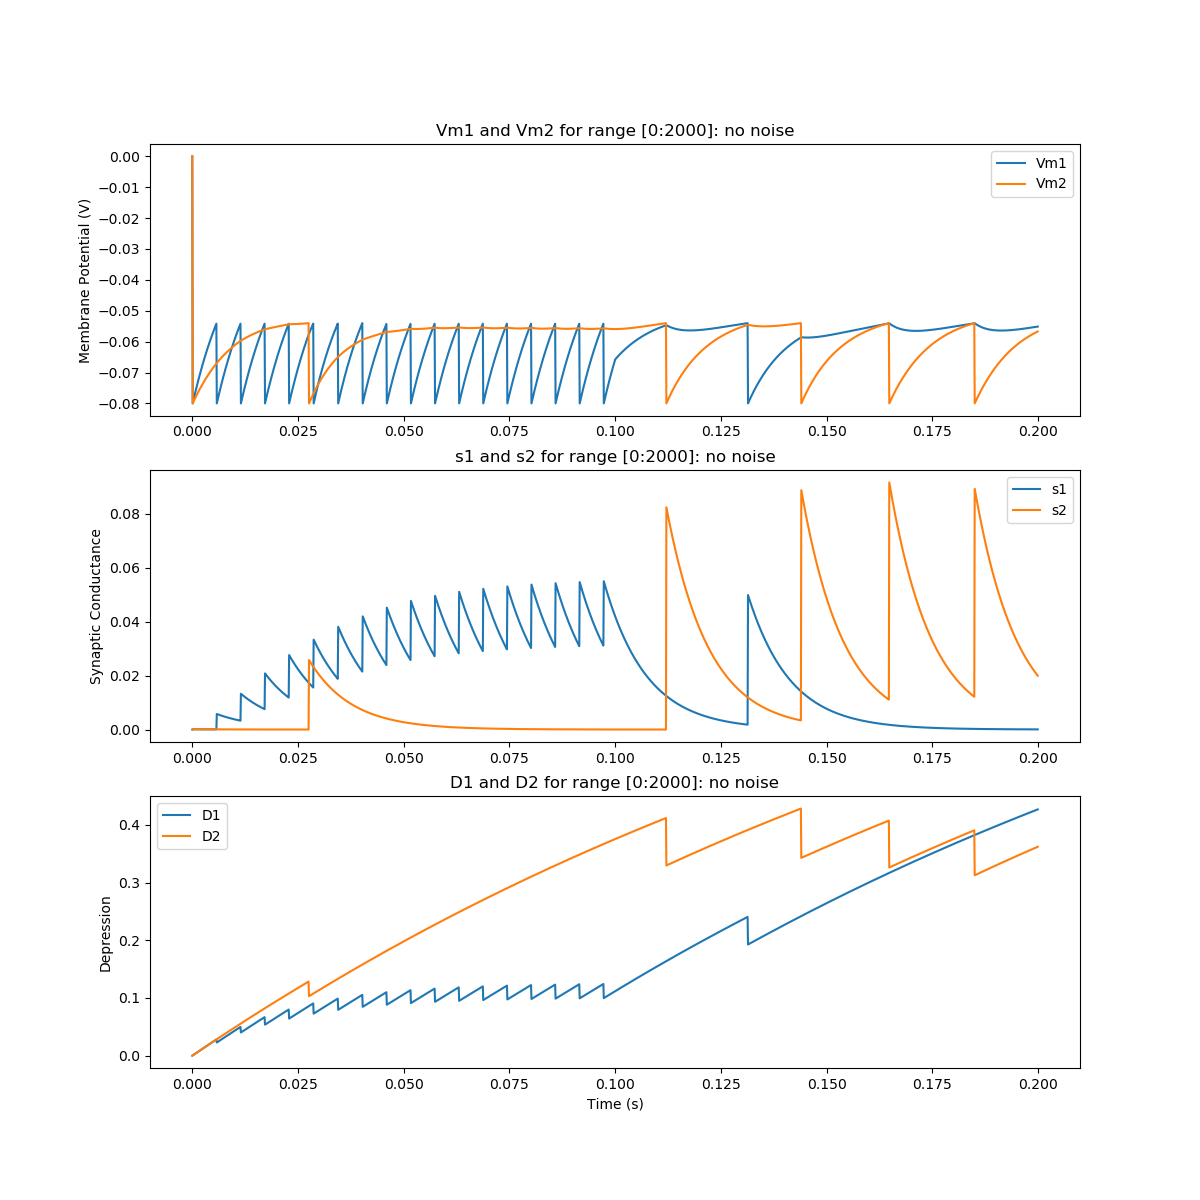 Vm1 and Vm2 for range [0:2000]: no noise
Membrane Potential (V)
0.00
−0.01
−0.02
−0.03
−0.04
−0.05
−0.06
−0.07
−0.08
Vm1
Vm2
0.000 0.025 0.050 0.075 0.100 0.125 0.150 0.175 0.200
s1 and s2 for range [0:2000]: no noise
Synaptic Conductance
0.08
0.06
0.04
0.02
0.00
s1
s2
0.000 0.025 0.050 0.075 0.100 0.125 0.150 0.175 0.200
D1 and D2 for range [0:2000]: no noise
Depression
0.4
0.3
0.2
0.1
0.0
D1
D2
0.000 0.025 0.050 0.075 0.100 0.125 0.150 0.175 0.200
Time (s)